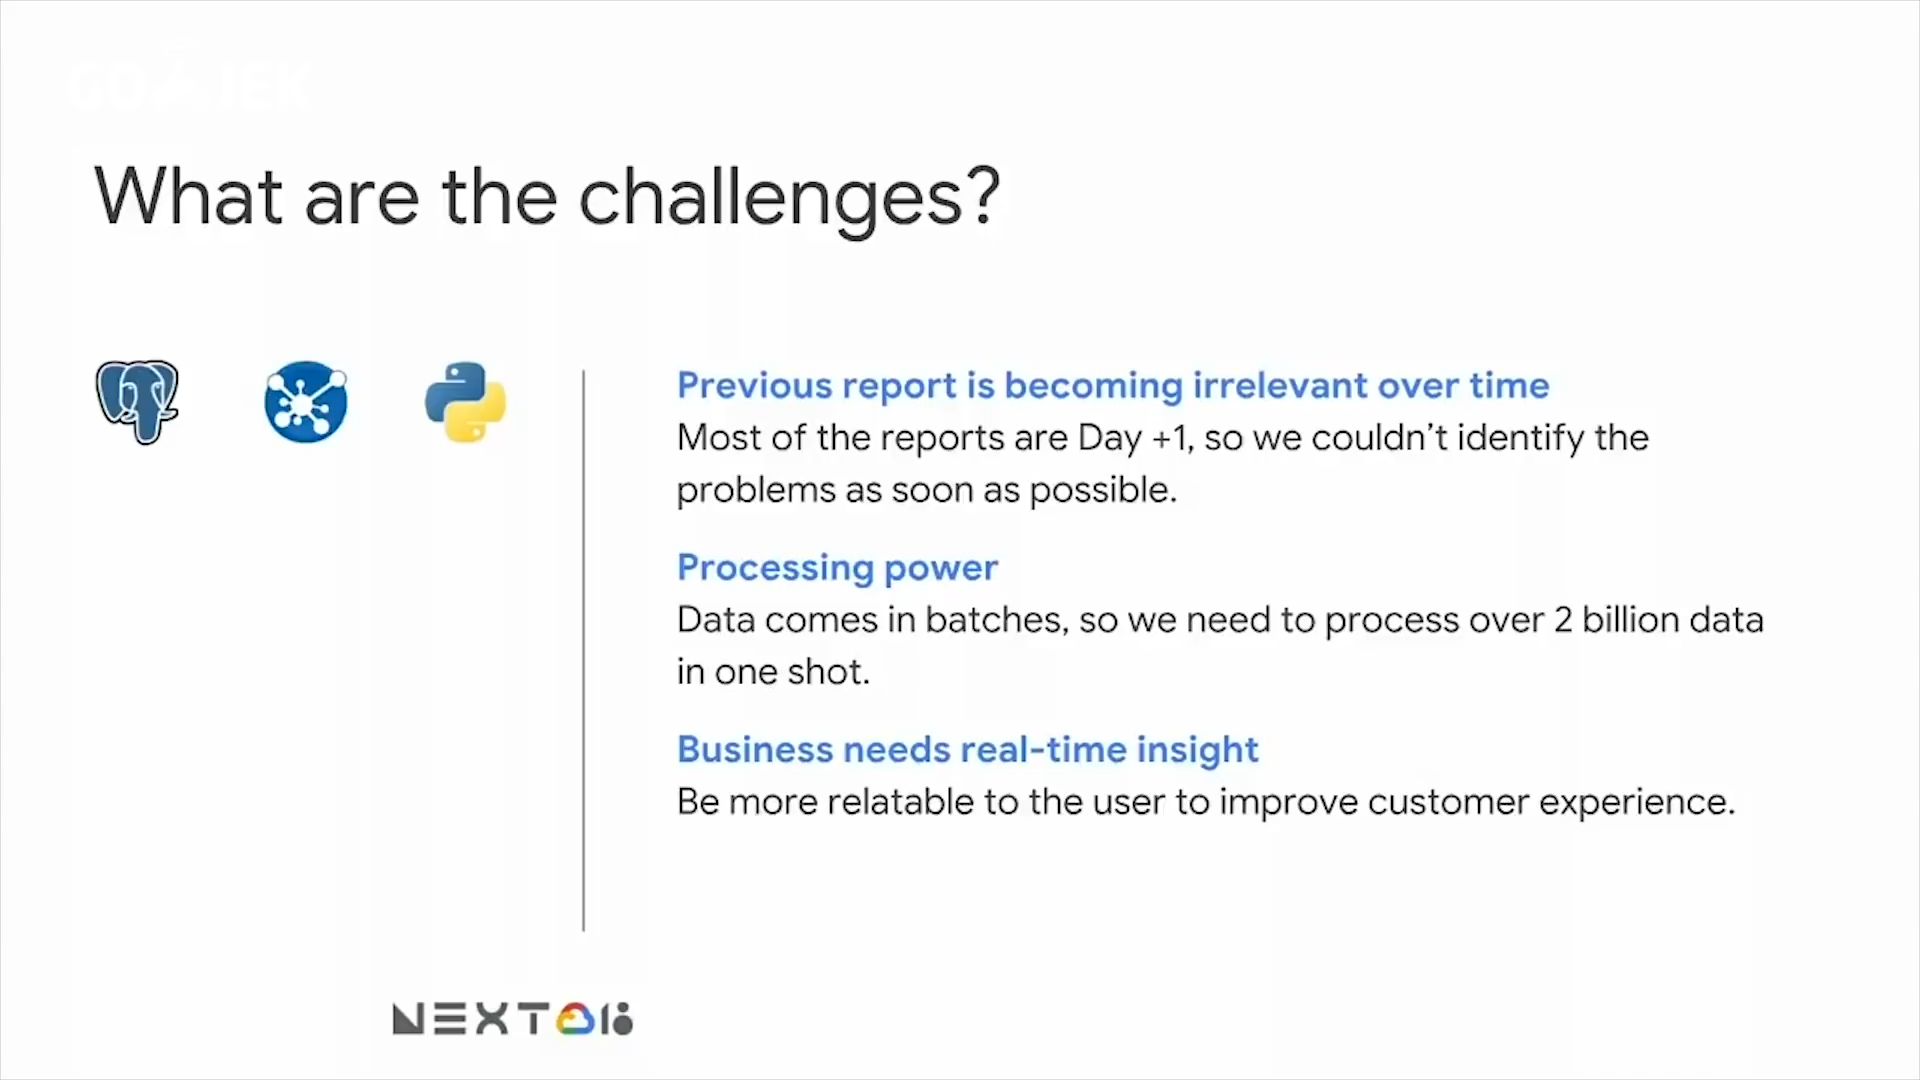 GO JEK
What are the challenges?
Previous report is becoming irrelevant over time
Most of the reports are Day +1, so we couldn't identify the
problems as soon as possible.
Processing power
Data comes in batches, so we need to process over 2 billion data
in one shot.
Business needs real-time insight
Be more relatable to the user to improve customer experience.
NEXT 18